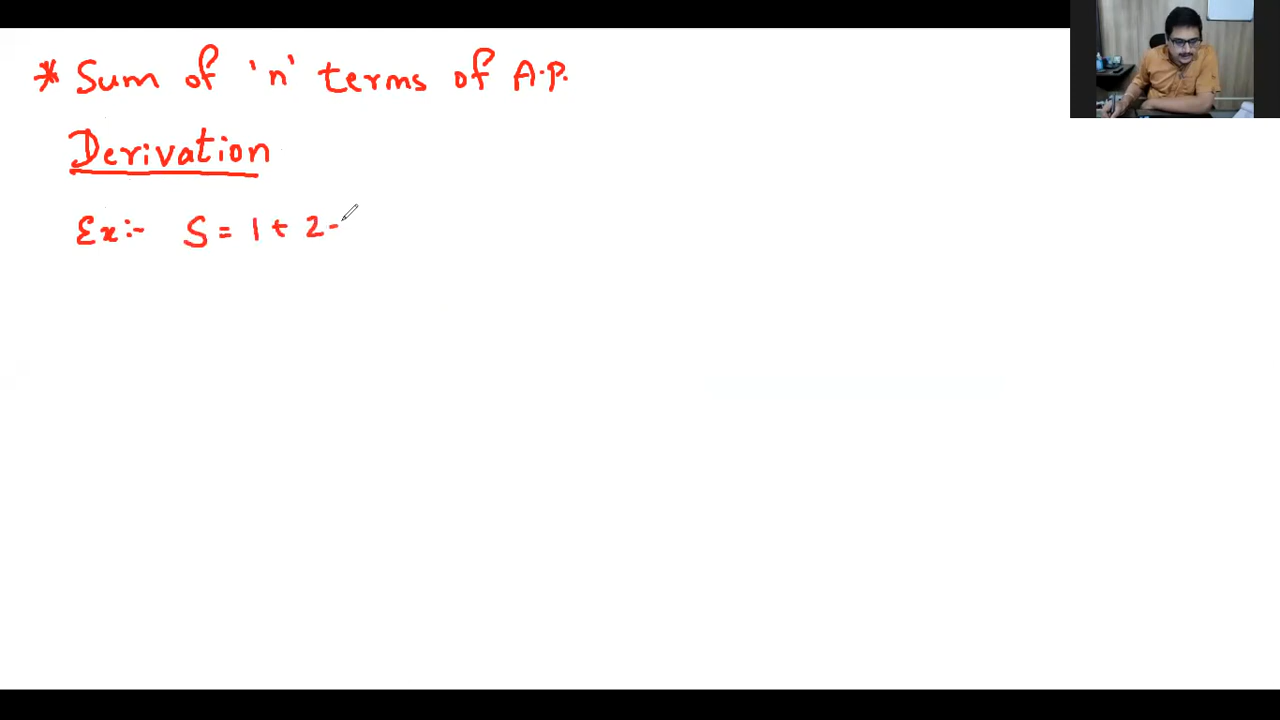 * Sum of 'n' terms of A.P.
Derivation
Ex:- S = 1 + 2 -